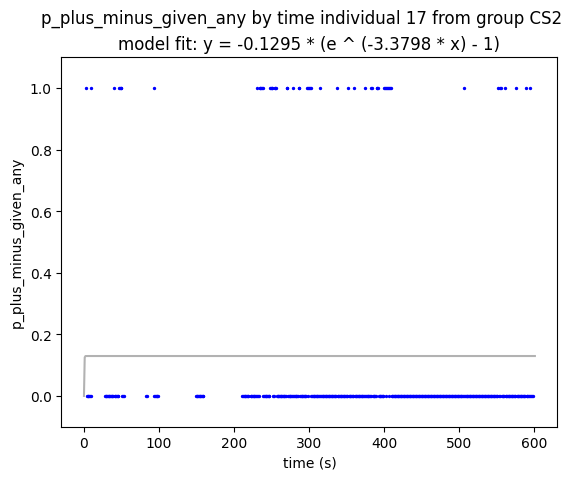 p_plus_minus_given_any by time individual 17 from group CS2
model fit: y = -0.1295 * (e ^ (-3.3798 * x) - 1)
1.0
0.8
0.6
0.4
0.2
0.0
p_plus_minus_given_any
0 100 200 300 400 500 600
time (s)